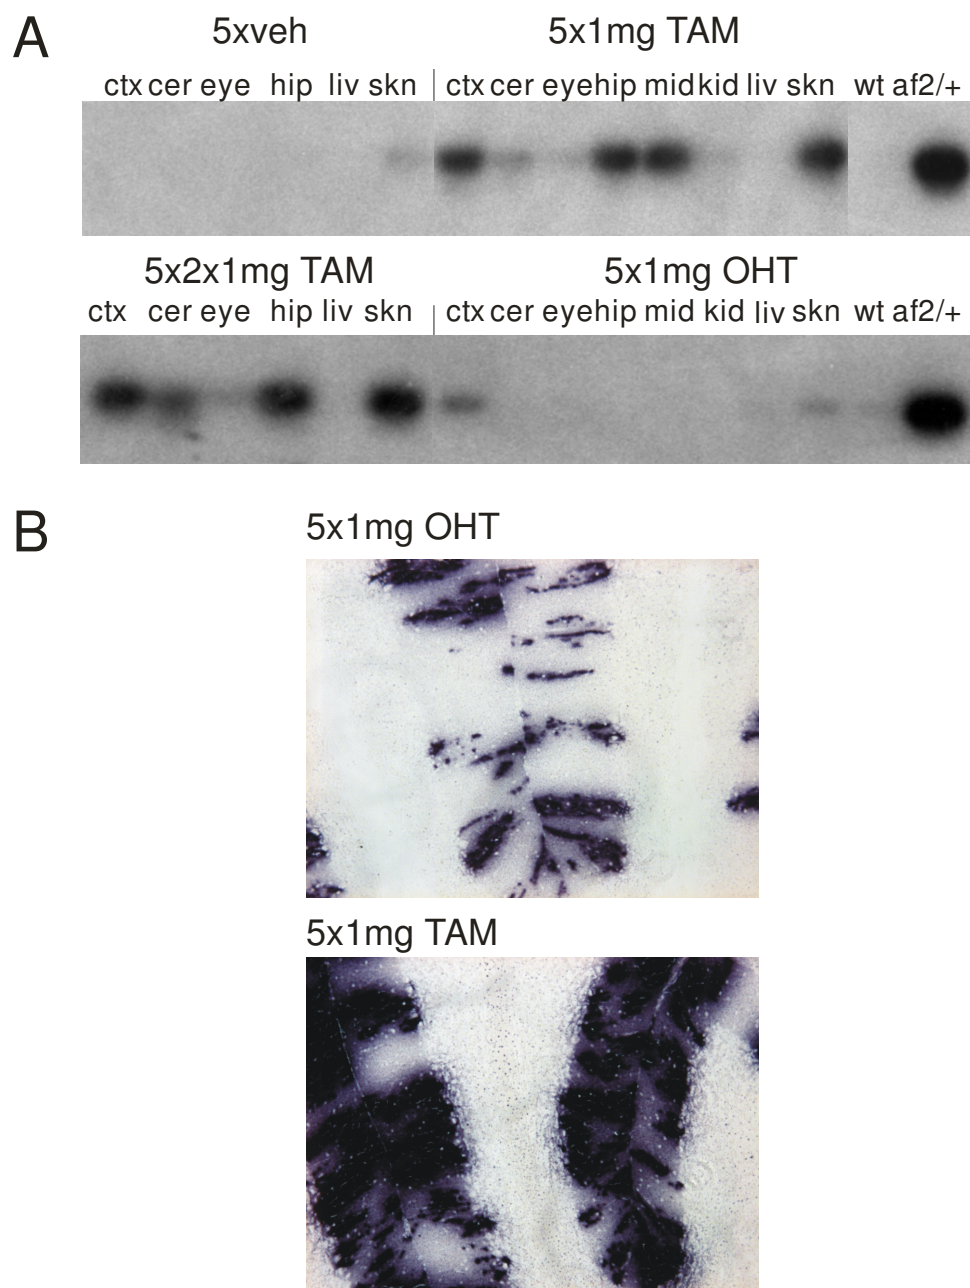 A
5xveh 5x1mg TAM
ctx cer eye hip liv skn ctx cer eye hip mid kid liv skn wt af2/+
5x2x1mg TAM 5x1mg OHT
ctx cer eye hip liv skn ctx cer eye hip mid kid liv skn wt af2/+
B
5x1mg OHT
5x1mg TAM